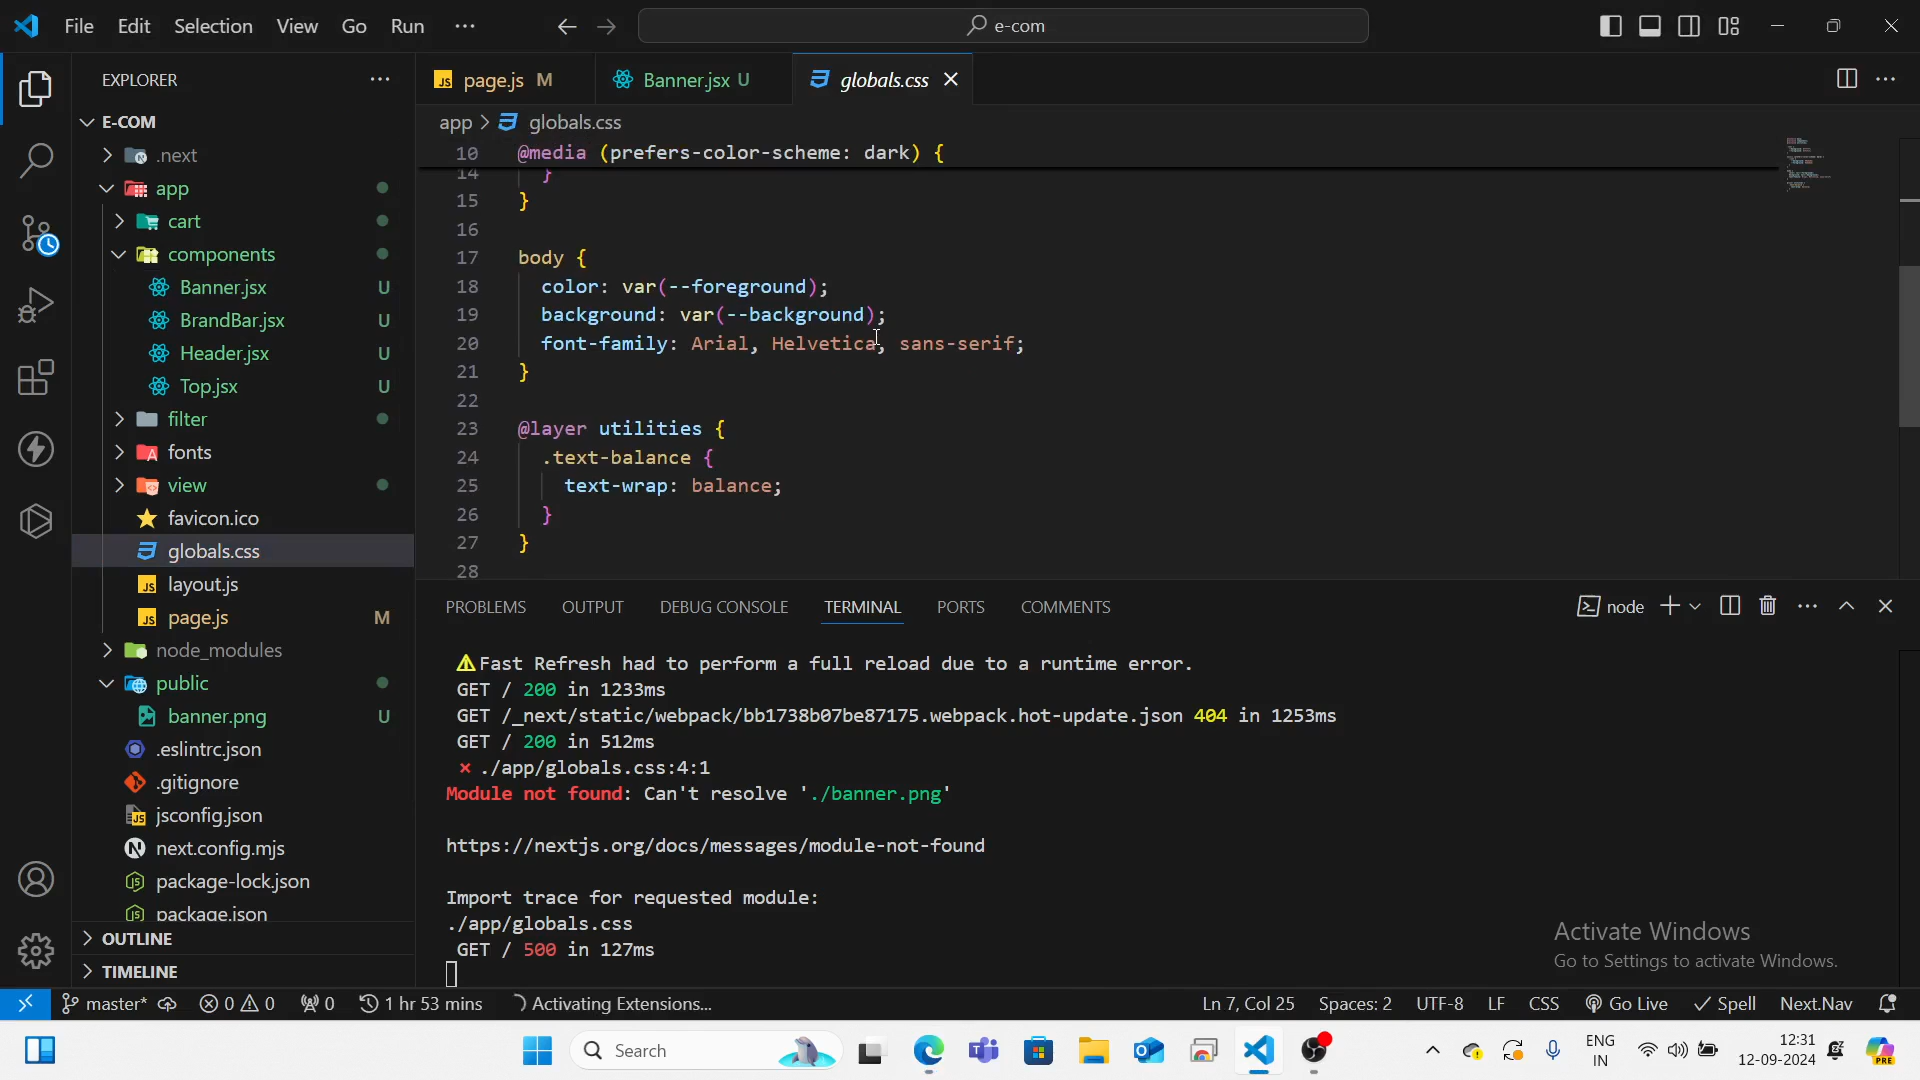 File Edit Selection View Go Run ··· e-com
EXPLORER ···
page.js M Banner.jsx U globals.css
E-COM
app > globals.css
.next
app
cart
components
Banner.jsx U
BrandBar.jsx U
Header.jsx U
Top.jsx U
filter
fonts
view
favicon.ico
globals.css
layout.js
page.js M
node_modules
public
banner.png U
.eslintrc.json
.gitignore
jsconfig.json
next.config.mjs
package-lock.json
package.json
OUTLINE
TIMELINE
10 @media (prefers-color-scheme: dark) {
14 }
15 }
16
17 body {
18 color: var(--foreground);
19 background: var(--background);
20 font-family: Arial, Helvetica, sans-serif;
21 }
22
23 @layer utilities {
24 .text-balance {
25 text-wrap: balance;
26 }
27 }
28
PROBLEMS OUTPUT DEBUG CONSOLE TERMINAL PORTS COMMENTS node
⚠Fast Refresh had to perform a full reload due to a runtime error.
GET / 200 in 1233ms
GET /_next/static/webpack/bb1738b07be87175.webpack.hot-update.json 404 in 1253ms
GET / 200 in 512ms
× ./app/globals.css:4:1
Module not found: Can't resolve './banner.png'
https://nextjs.org/docs/messages/module-not-found
Import trace for requested module:
./app/globals.css
GET / 500 in 127ms
Activate Windows
Go to Settings to activate Windows.
master* 0 0 0 1 hr 53 mins Activating Extensions... Ln 7, Col 25 Spaces: 2 UTF-8 LF CSS Go Live Spell Next.Nav
Search
ENG
IN
12:31
12-09-2024
PRE